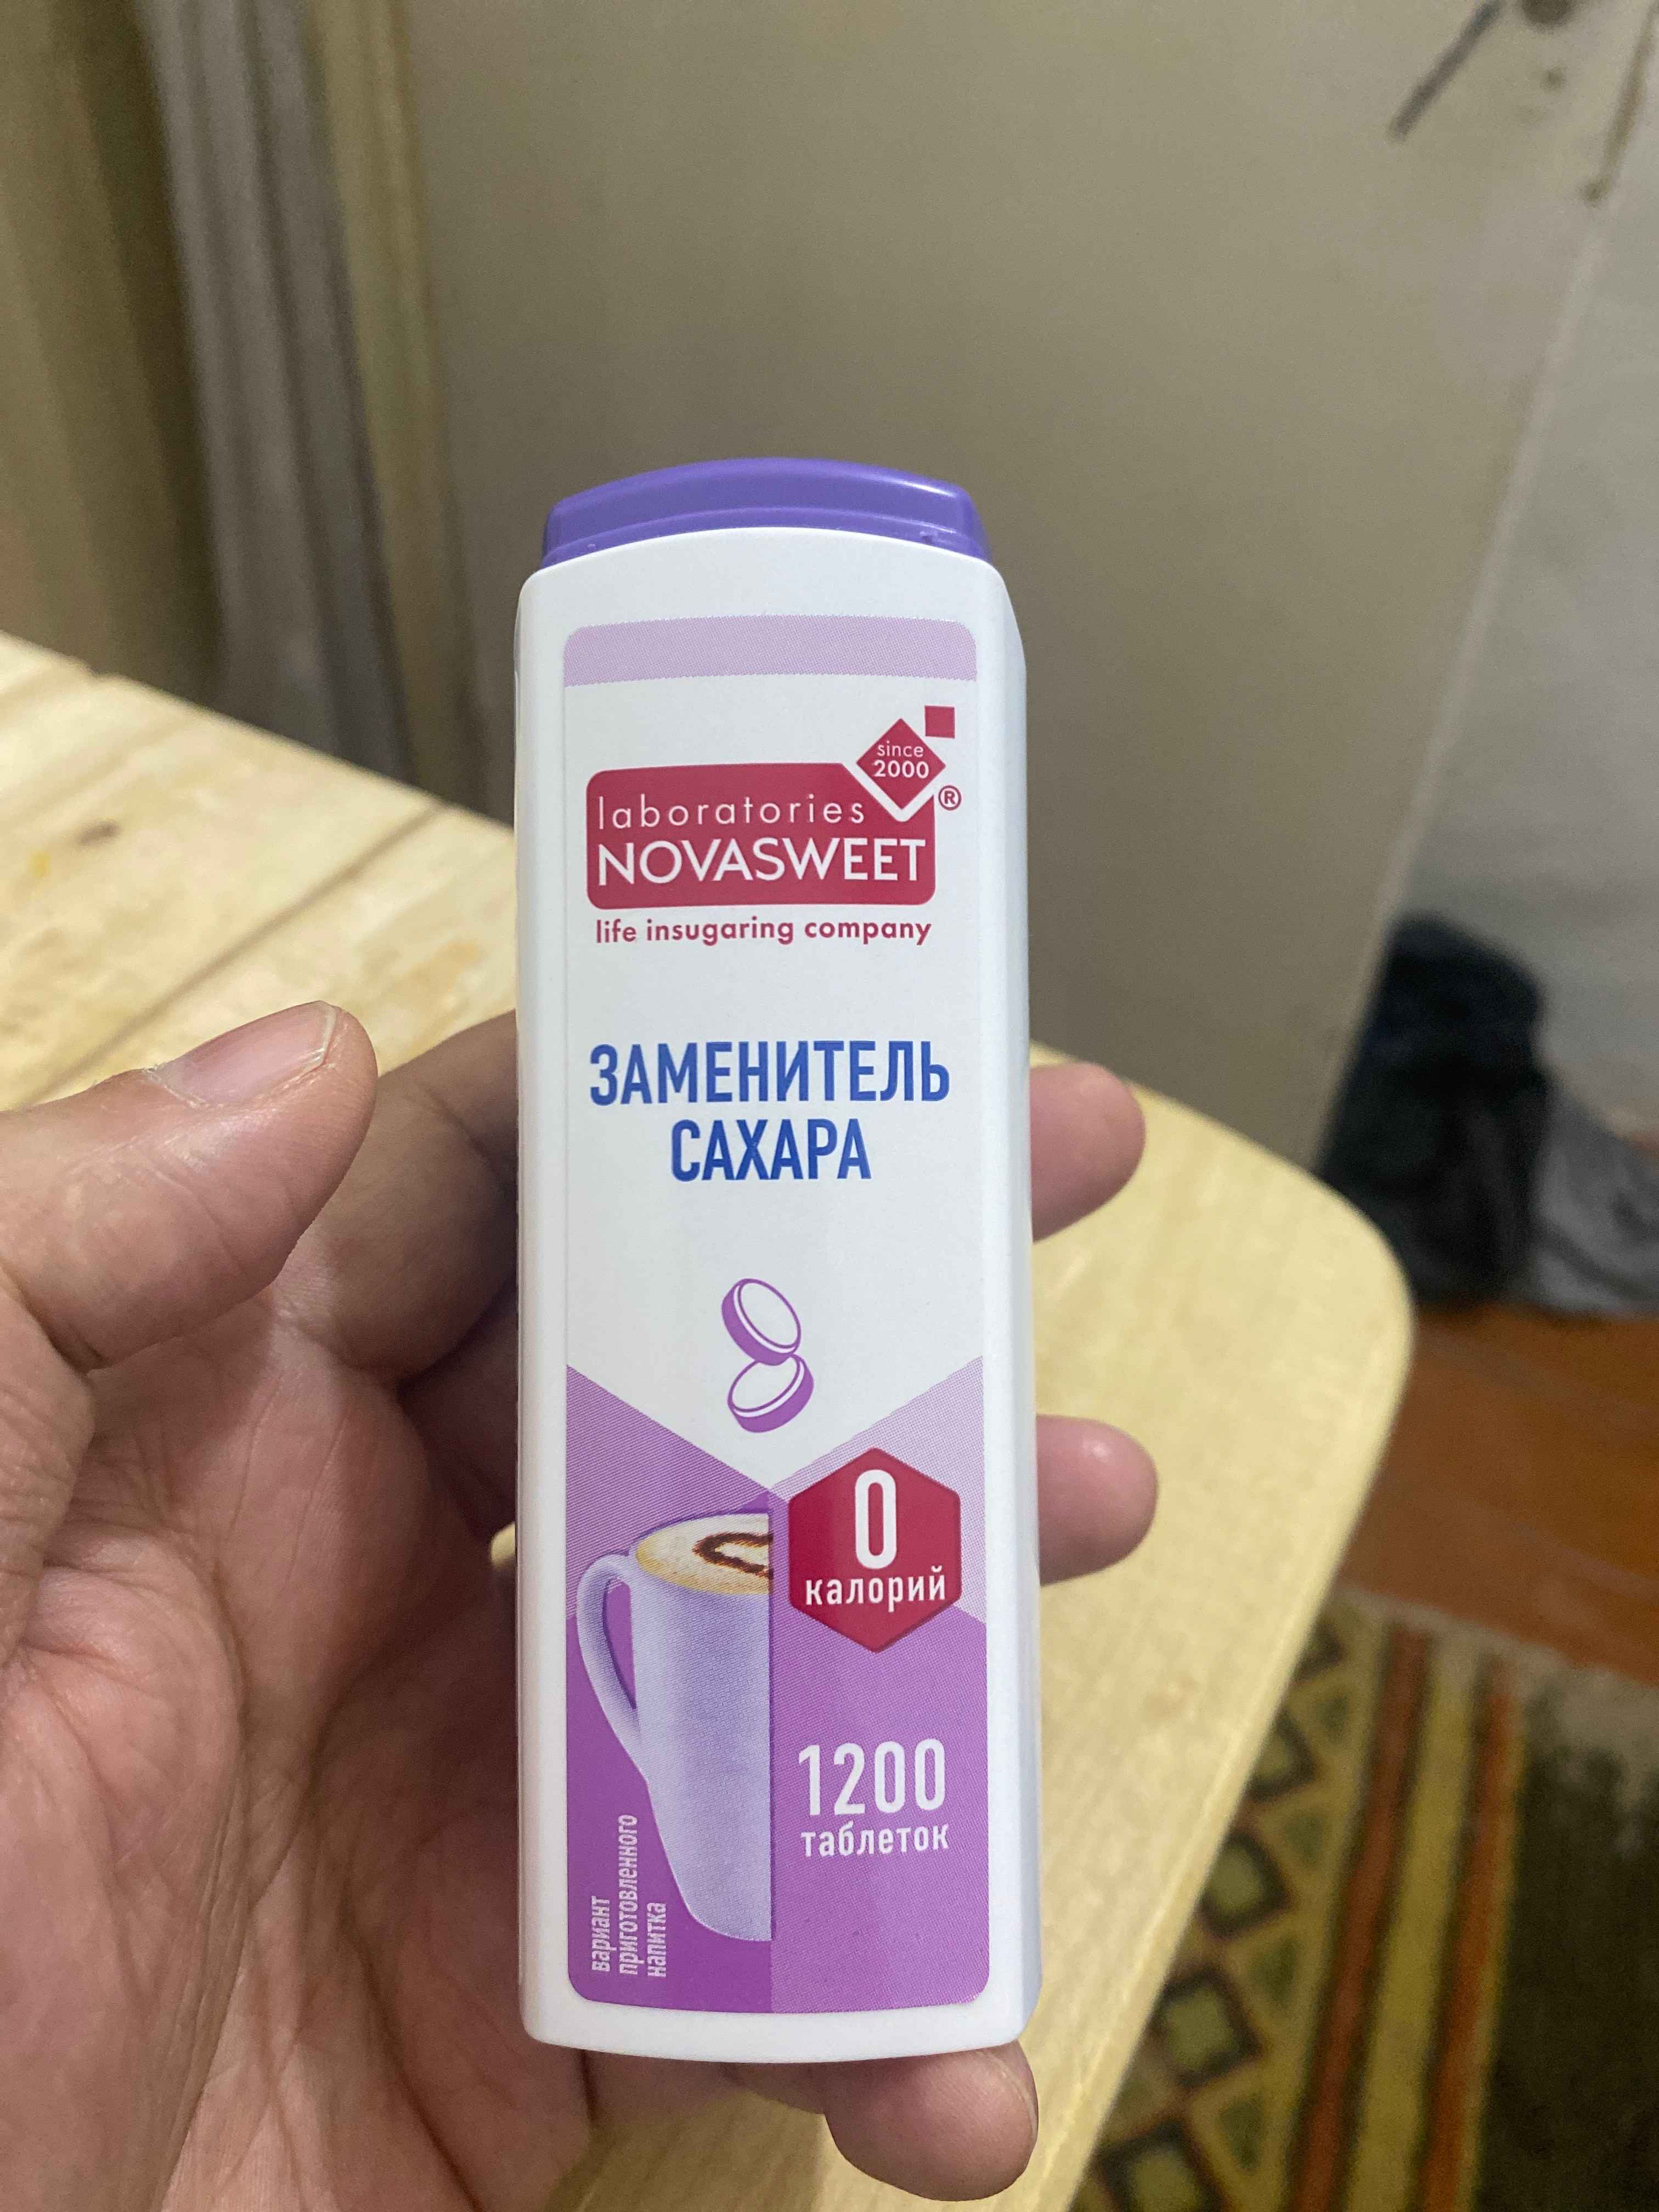 since
2000
®
laboratories
NOVASWEET
life insugaring company
ЗАМЕНИТЕЛЬ
САХАРА
0
калорий
1200
таблеток
вариант
приготовленного
напитка